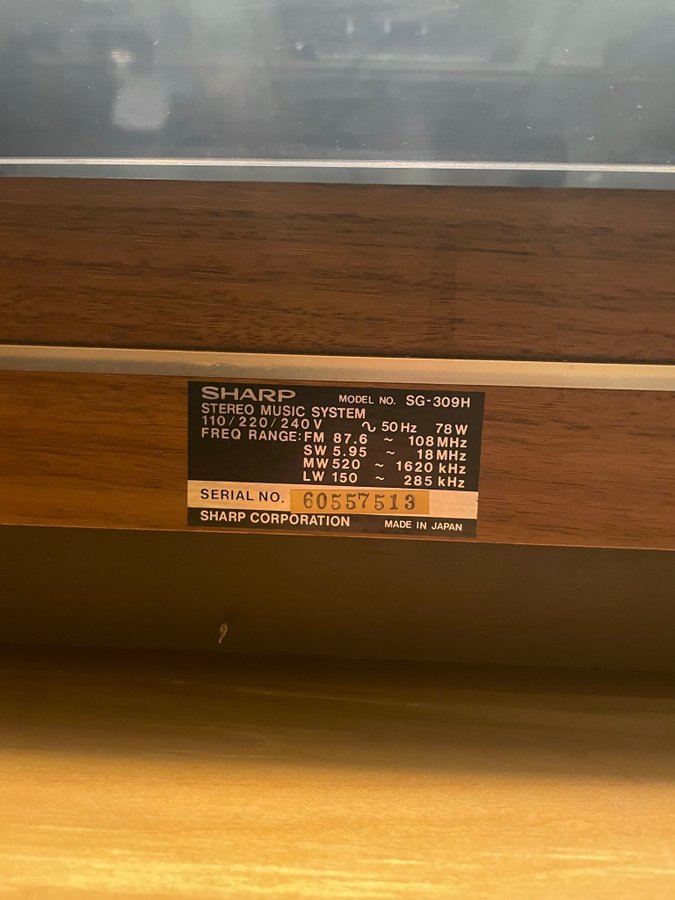 SHARP MODEL NO. SG-309H
STEREO MUSIC SYSTEM
110/220/240V ∿ 50Hz 78W
FREQ RANGE: FM 87.6 ~ 108MHz
SW 5.95 ~ 18MHz
MW 520 ~ 1620 kHz
LW 150 ~ 285 kHz
SERIAL NO. 60557513
SHARP CORPORATION MADE IN JAPAN